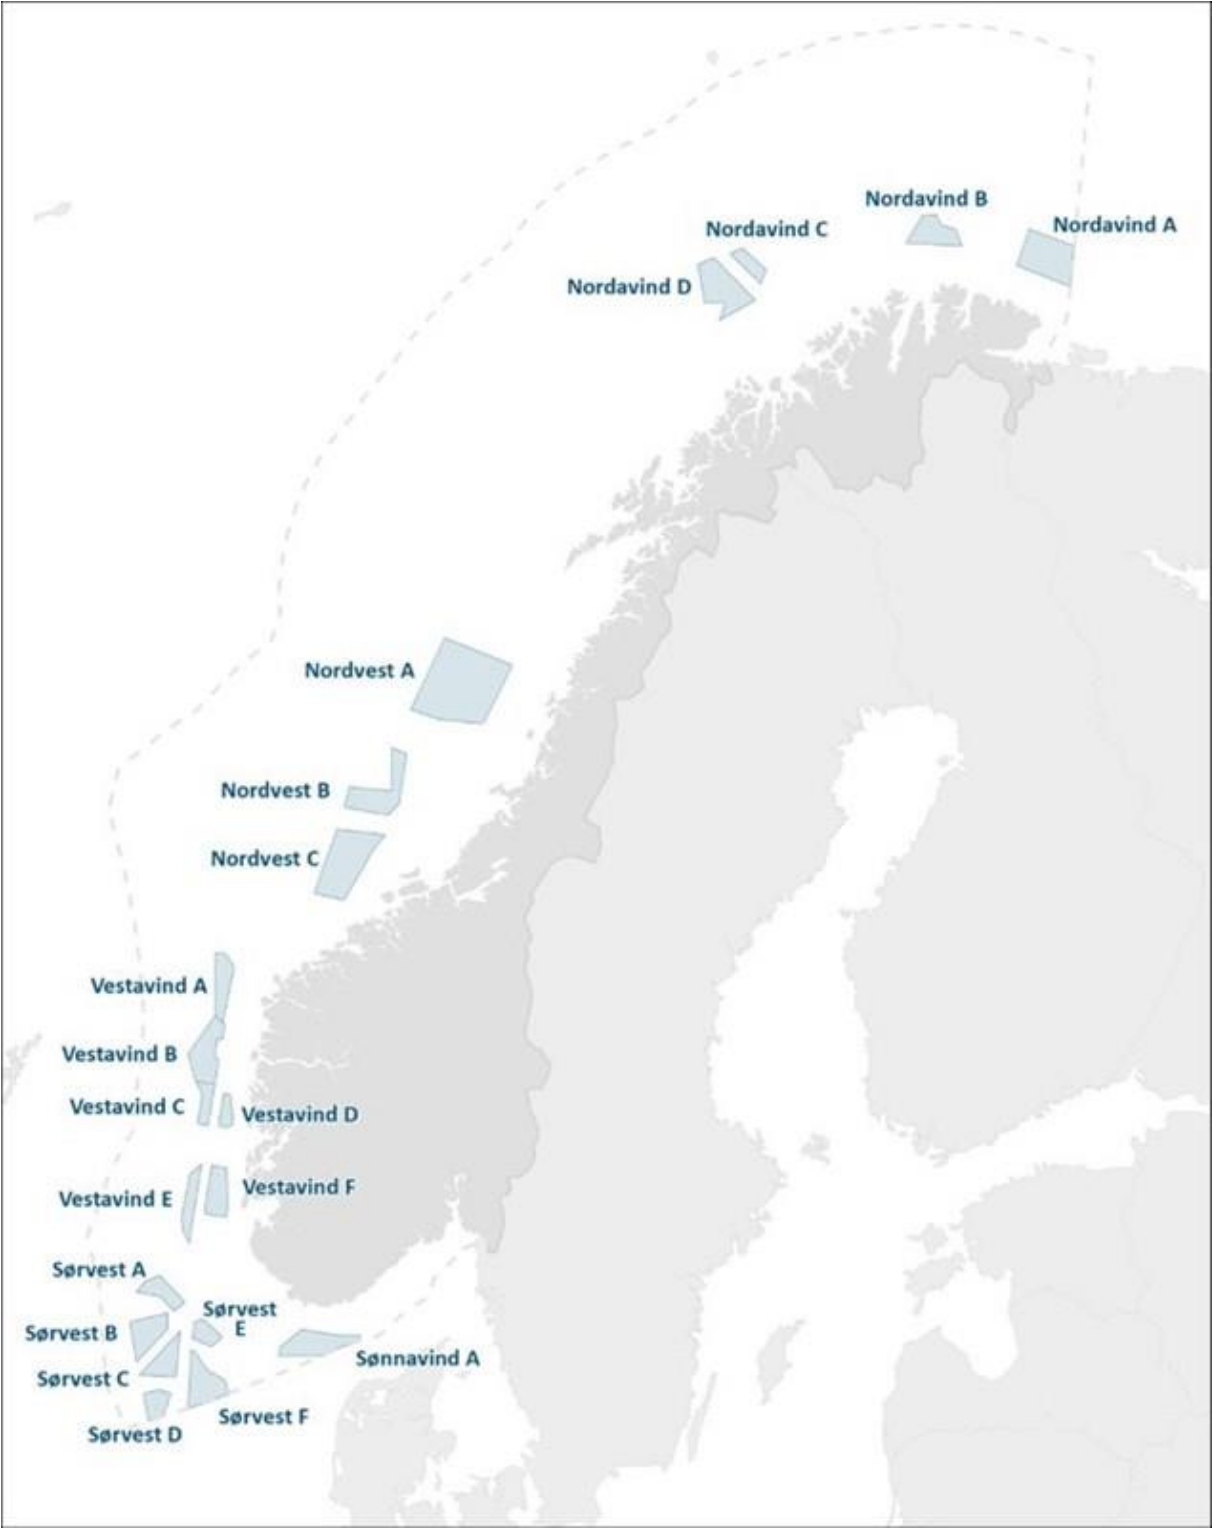 Nordavind B
Nordavind A
Nordavind C
Nordavind D
Nordvest A
Nordvest B
Nordvest C
Vestavind A
Vestavind B
Vestavind C
Vestavind D
Vestavind F
Vestavind E
Sørvest A
Sørvest
E
Sørvest B
Sønnavind A
Sørvest C
Sørvest F
Sørvest D